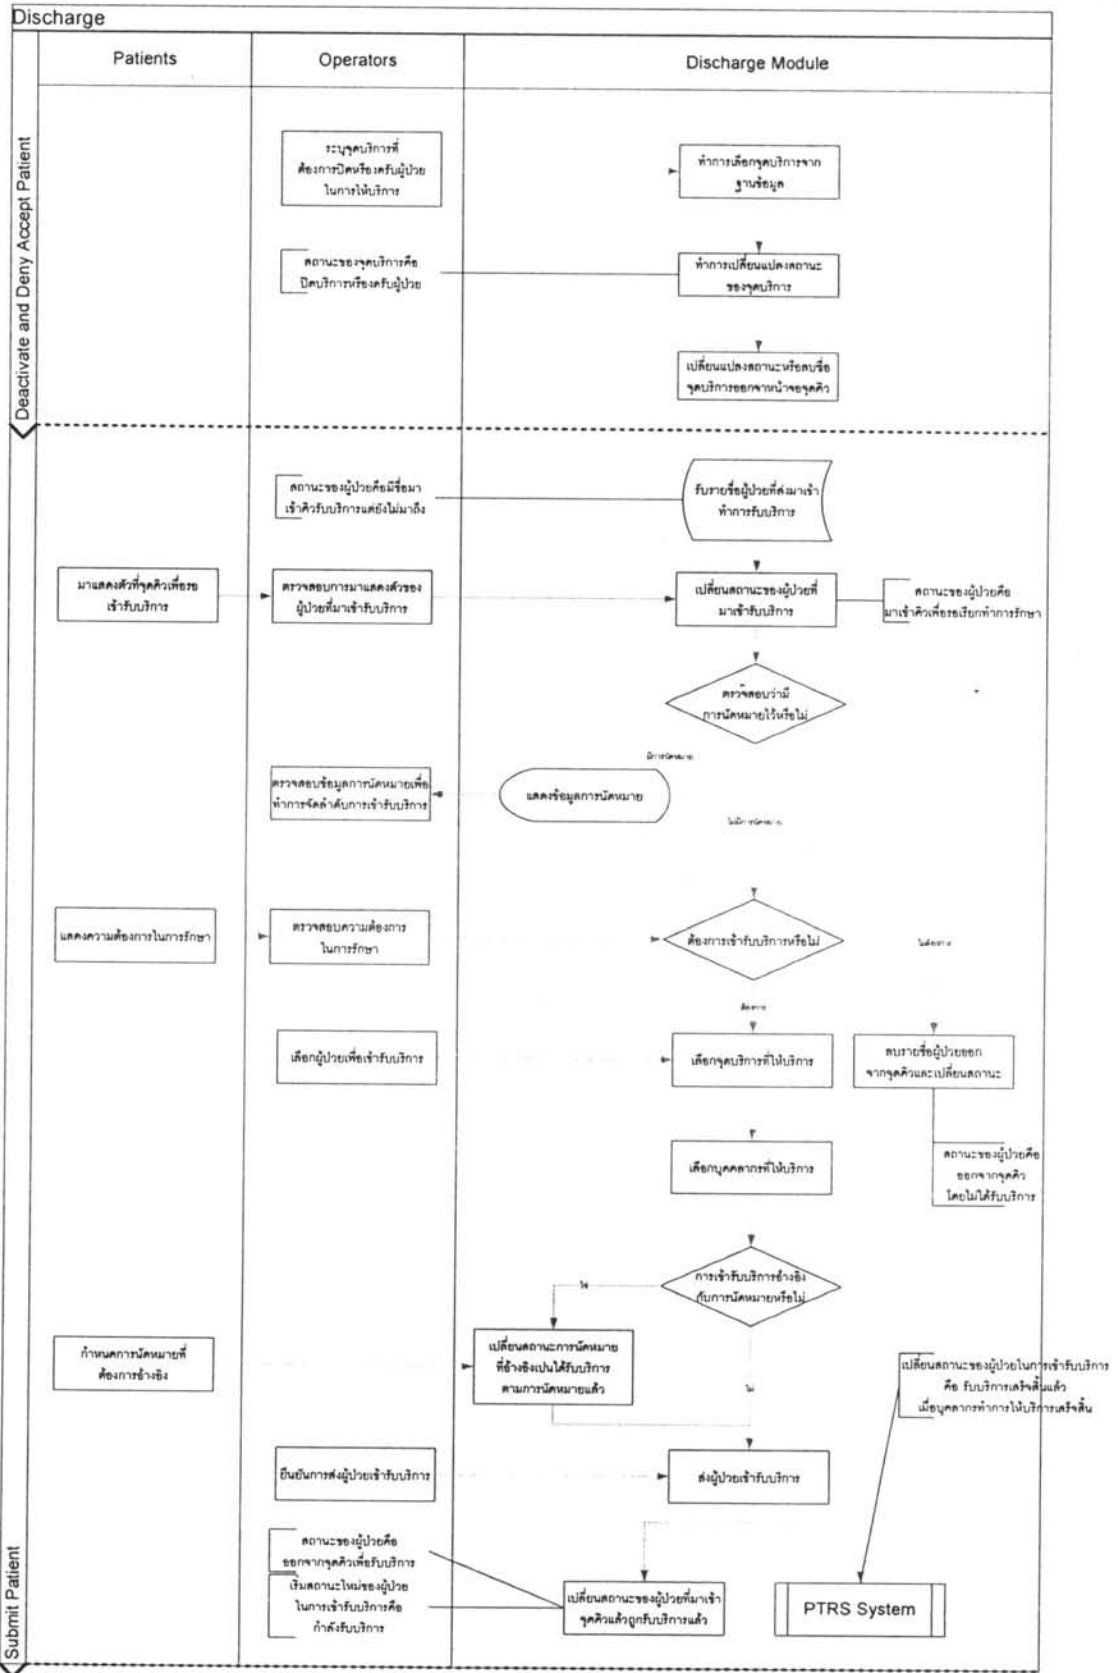 Discharge
Patients
Operators
Discharge Module
Deactivate and Deny Accept Patient
ระบุจุดบริการที่
ต้องการปิดหรืองดรับผู้ป่วย
ในการให้บริการ
ทำการเลือกจุดบริการจาก
ฐานข้อมูล
สถานะของจุดบริการคือ
ปิดบริการหรืองดรับผู้ป่วย
ทำการเปลี่ยนแปลงสถานะ
ของจุดบริการ
เปลี่ยนแปลงสถานะหรือลบชื่อ
จุดบริการออกจาหน้าจอจุดคิว
สถานะของผู้ป่วยคือมีชื่อมา
เข้าคิวรับบริการแต่ยังไม่มาถึง
รับรายชื่อผู้ป่วยที่ส่งมาเข้า
ทำการรับบริการ
มาแสดงตัวที่จุดคิวเพื่อรอ
เข้ารับบริการ
ตรวจสอบการมาแสดงตัวของ
ผู้ป่วยที่มาเข้ารับบริการ
เปลี่ยนสถานะของผู้ป่วยที่
มาเข้ารับบริการ
สถานะของผู้ป่วยคือ
มาเข้าคิวเพื่อรอเรียกทำการรักษา
ตรวจสอบว่ามี
การนัดหมายไว้หรือไม่
มีการนัดหมาย
ตรวจสอบข้อมูลการนัดหมายเพื่อ
ทำการจัดลำดับการเข้ารับบริการ
แสดงข้อมูลการนัดหมาย
ไม่มีการนัดหมาย
แสดงความต้องการในการรักษา
ตรวจสอบความต้องการ
ในการรักษา
ต้องการเข้ารับบริการหรือไม่
ไม่ต้องการ
ต้องการ
เลือกผู้ป่วยเพื่อเข้ารับบริการ
เลือกจุดบริการที่ให้บริการ
ลบรายชื่อผู้ป่วยออก
จากจุดคิวและเปลี่ยนสถานะ
เลือกบุคคลากรที่ให้บริการ
สถานะของผู้ป่วยคือ
ออกจากจุดคิว
โดยไม่ได้รับบริการ
การเข้ารับบริการอ้างอิง
กับการนัดหมายหรือไม่
ใช่
กำหนดการนัดหมายที่
ต้องการอ้างอิง
เปลี่ยนสถานะการนัดหมาย
ที่อ้างอิงเปนได้รับบริการ
ตามการนัดหมายแล้ว
ไม่
เปลี่ยนสถานะของผู้ป่วยในการเข้ารับบริการ
คือ รับบริการเสร็จสิ้นแล้ว
เมื่อบุคลากรทำการให้บริการเสร็จสิ้น
ยืนยันการส่งผู้ป่วยเข้ารับบริการ
ส่งผู้ป่วยเข้ารับบริการ
สถานะของผู้ป่วยคือ
ออกจากจุดคิวเพื่อรับบริการ
เริ่มสถานะใหม่ของผู้ป่วย
ในการเข้ารับบริการคือ
กำลังรับบริการ
เปลี่ยนสถานะของผู้ป่วยที่มาเข้า
จุดคิวแล้วถูกรับบริการแล้ว
PTRS System
Submit Patient